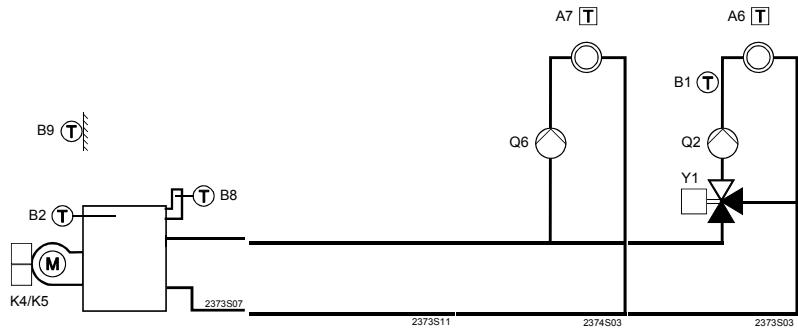 A7 T
A6 T
B1 T
B9 T
Q6
Q2
Y1
T B8
B2 T
M
K4/K5
2373S07
2373S11
2374S03
2373S03